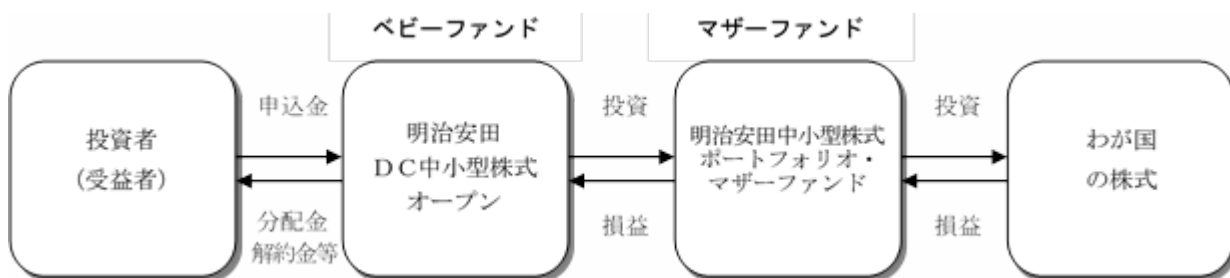 ベビーファンド
マザーファンド
投資者
(受益者)
申込金
分配金
解約金等
明治安田
ＤＣ中小型株式
オープン
投資
損益
明治安田中小型株式
ポートフォリオ・
マザーファンド
投資
損益
わが国
の株式